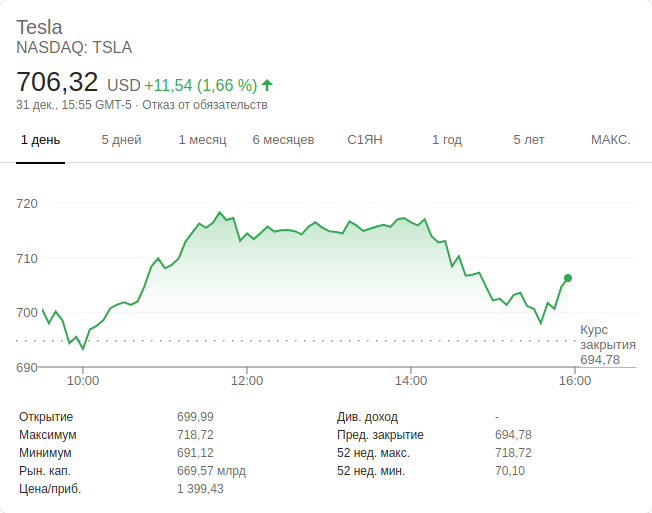 Tesla
NASDAQ: TSLA
706,32 USD +11,54 (1,66 %)
31 дек., 15:55 GMT-5 · Отказ от обязательств
1 день 5 дней 1 месяц 6 месяцев С1ЯН 1 год 5 лет МАКС.
720
710
700
690
Курс
закрытия
694,78
10:00 12:00 14:00 16:00
Открытие 699,99 Див. доход -
Максимум 718,72 Пред. закрытие 694,78
Минимум 691,12 52 нед. макс. 718,72
Рын. кап. 669,57 млрд 52 нед. мин. 70,10
Цена/приб. 1 399,43